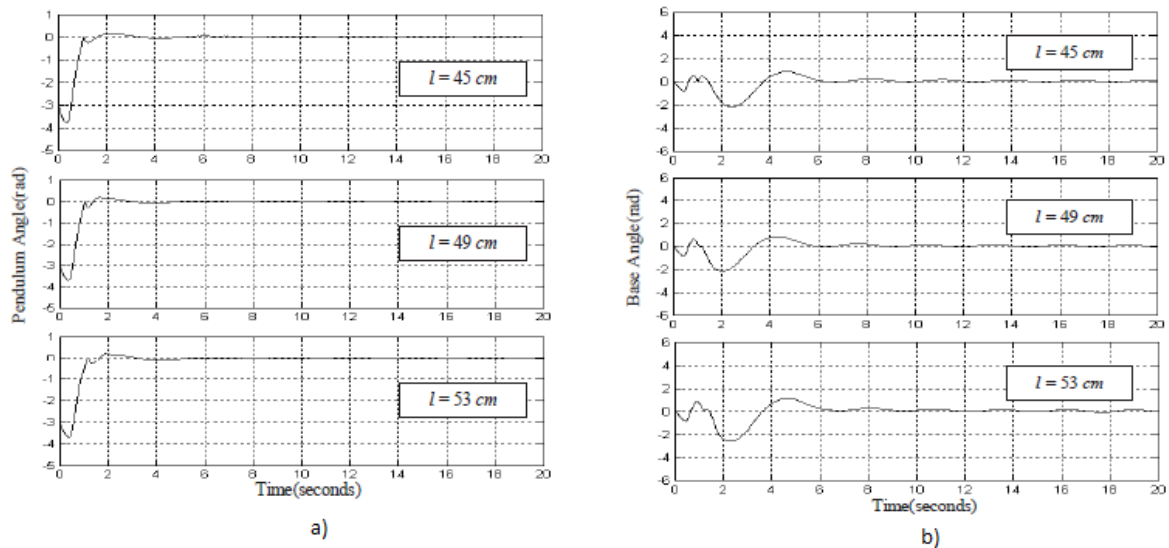 1
0
-1
-2
-3
-4
-5
l = 45 cm
0 2 4 6 8 10 12 14 16 18 20
1
0
-1
-2
-3
-4
-5
l = 49 cm
0 2 4 6 8 10 12 14 16 18 20
1
0
-1
-2
-3
-4
-5
l = 53 cm
0 2 4 6 8 10 12 14 16 18 20
Pendulum Angle(rad)
Time(seconds)
a)
6
4
2
0
-2
-4
-6
l = 45 cm
0 2 4 6 8 10 12 14 16 18 20
6
4
2
0
-2
-4
-6
l = 49 cm
0 2 4 6 8 10 12 14 16 18 20
6
4
2
0
-2
-4
-6
l = 53 cm
0 2 4 6 8 10 12 14 16 18 20
Base Angle(rad)
Time(seconds)
b)